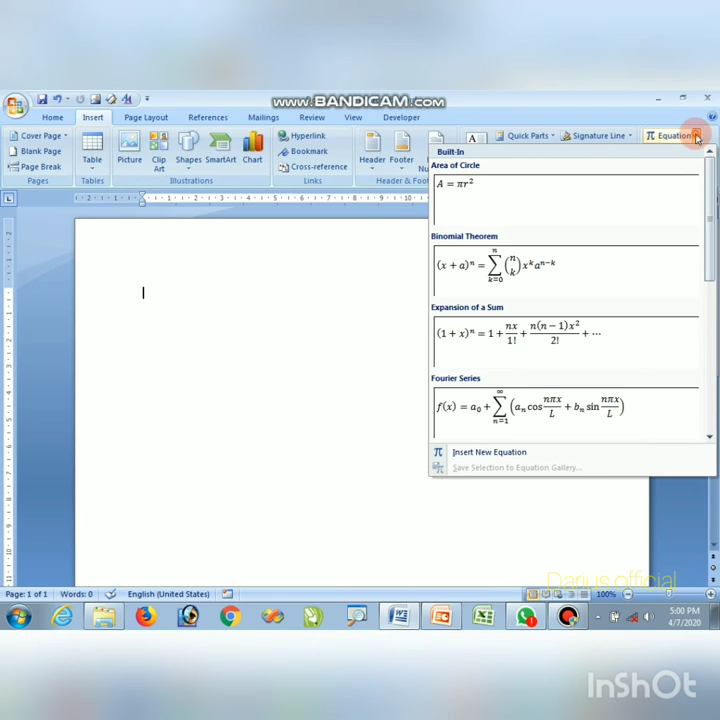 www.BANDICAM.com
Home Insert Page Layout References Mailings Review View Developer
Cover Page
Blank Page
Page Break
Pages
Table
Tables
Picture
Clip
Art
Shapes
SmartArt
Chart
Illustrations
Hyperlink
Bookmark
Cross-reference
Links
Header
Footer
Header & F
A
Quick Parts
Signature Line
π Equation
Built-In
Area of Circle
A = πr²
Binomial Theorem
(x + a)ⁿ = ∑_{k=0}^{n} (n k) xᵏaⁿ⁻ᵏ
Expansion of a Sum
(1 + x)ⁿ = 1 + nx/1! + n(n − 1)x²/2! + ⋯
Fourier Series
f(x) = a₀ + ∑_{n=1}^{∞} (aₙ cos nπx/L + bₙ sin nπx/L)
π Insert New Equation
Save Selection to Equation Gallery...
Darius official
Page: 1 of 1 Words: 0 English (United States) 100%
5:00 PM
4/7/2020
InShOt